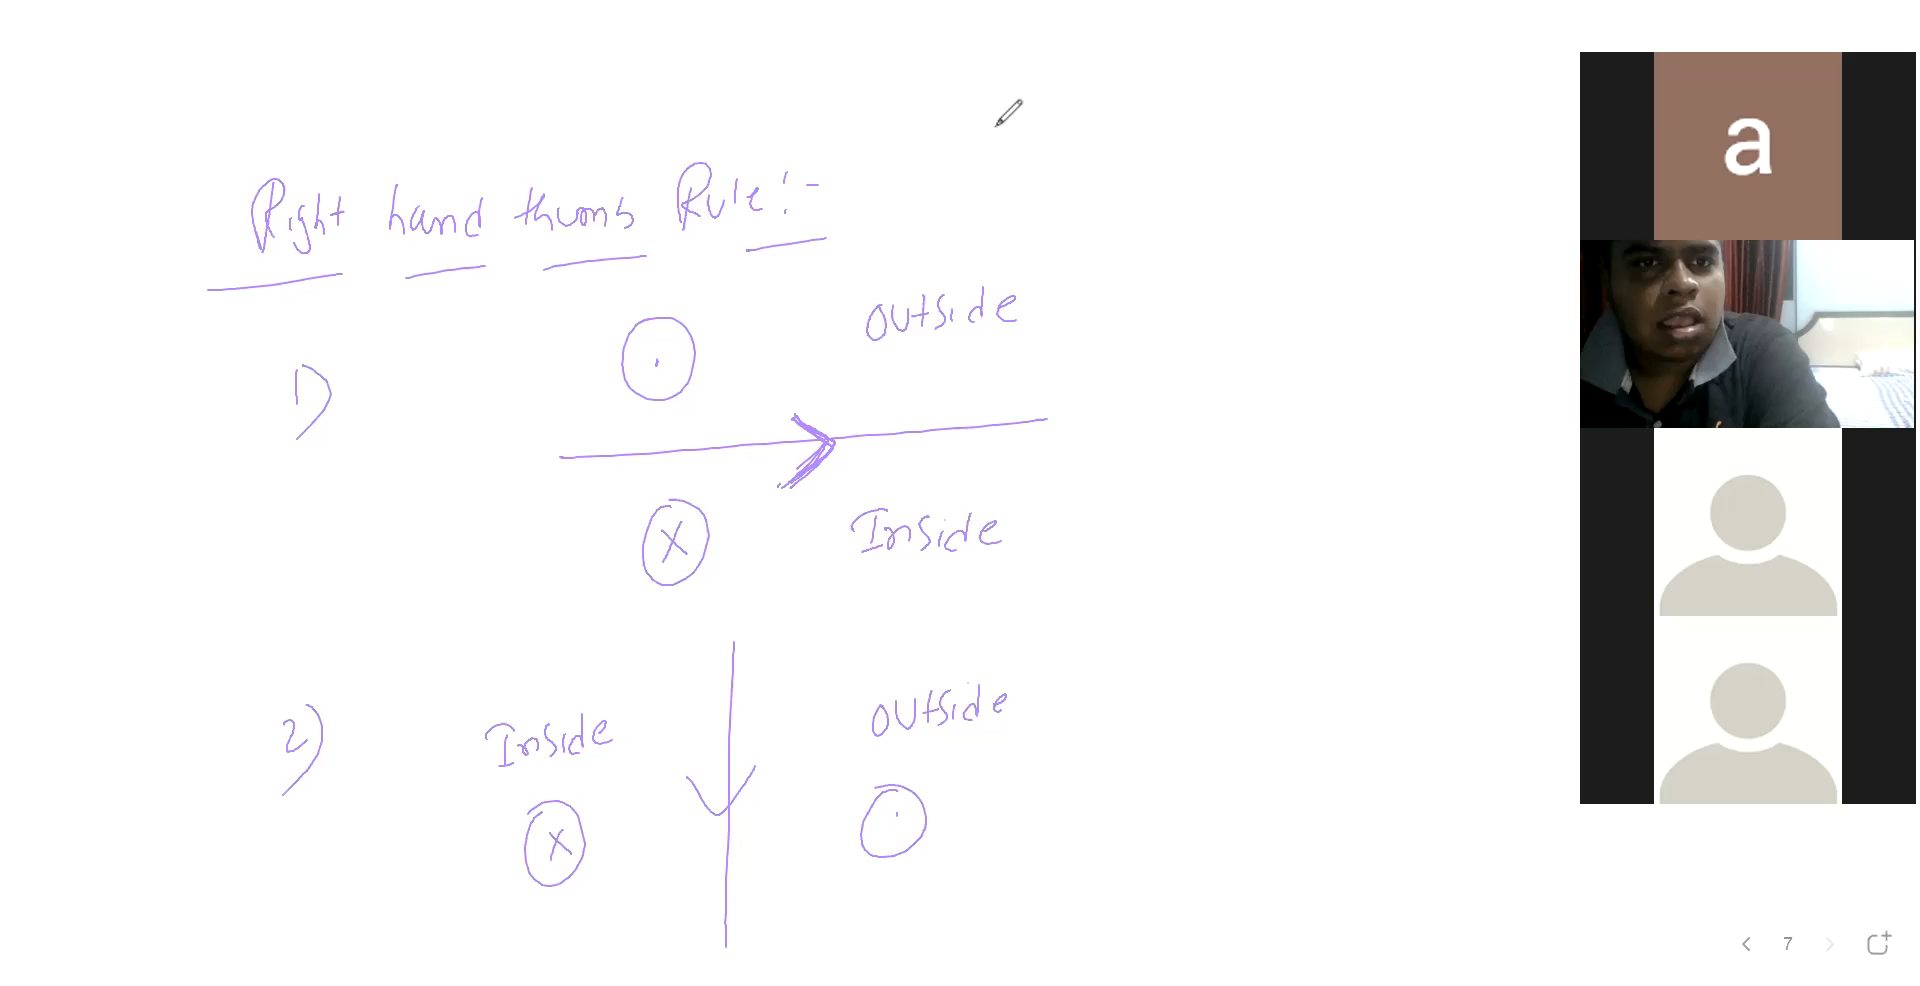 Right hand thumb Rule :-
Outside
1)
x
Inside
Outside
2)
Inside
x
a
7